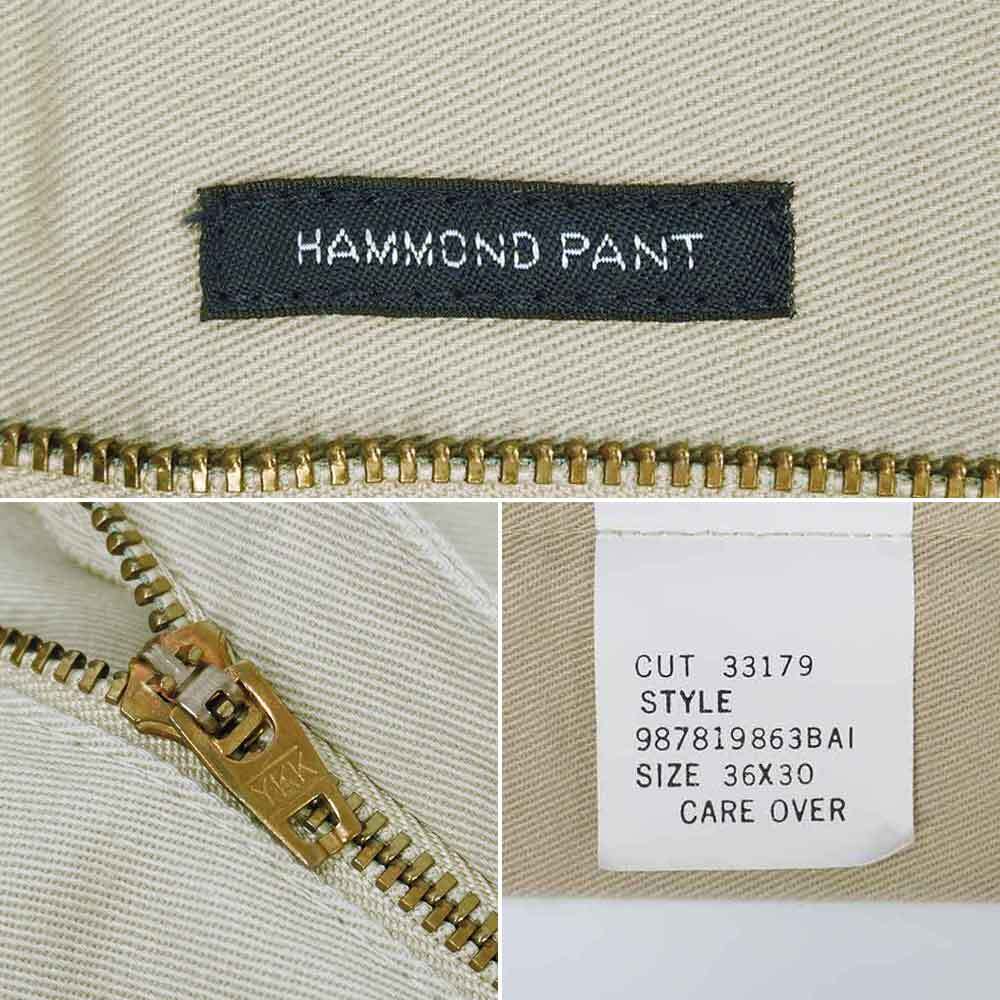 HAMMOND PANT
YKK
CUT 33179
STYLE
987819863BAI
SIZE 36X30
CARE OVER